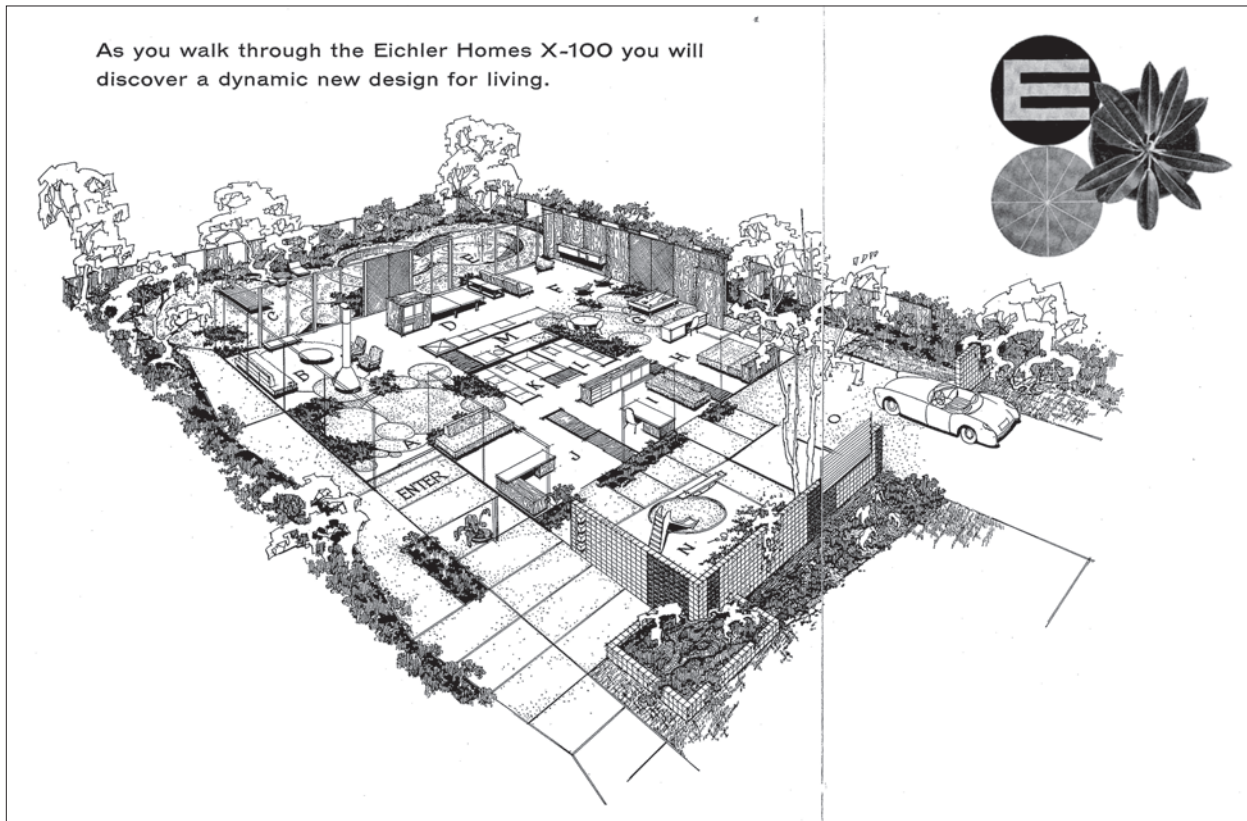 As you walk through the Eichler Homes X-100 you will
discover a dynamic new design for living.
E
C
F
D
G
M
B
H
L
K
I
O
A
J
ENTER
N